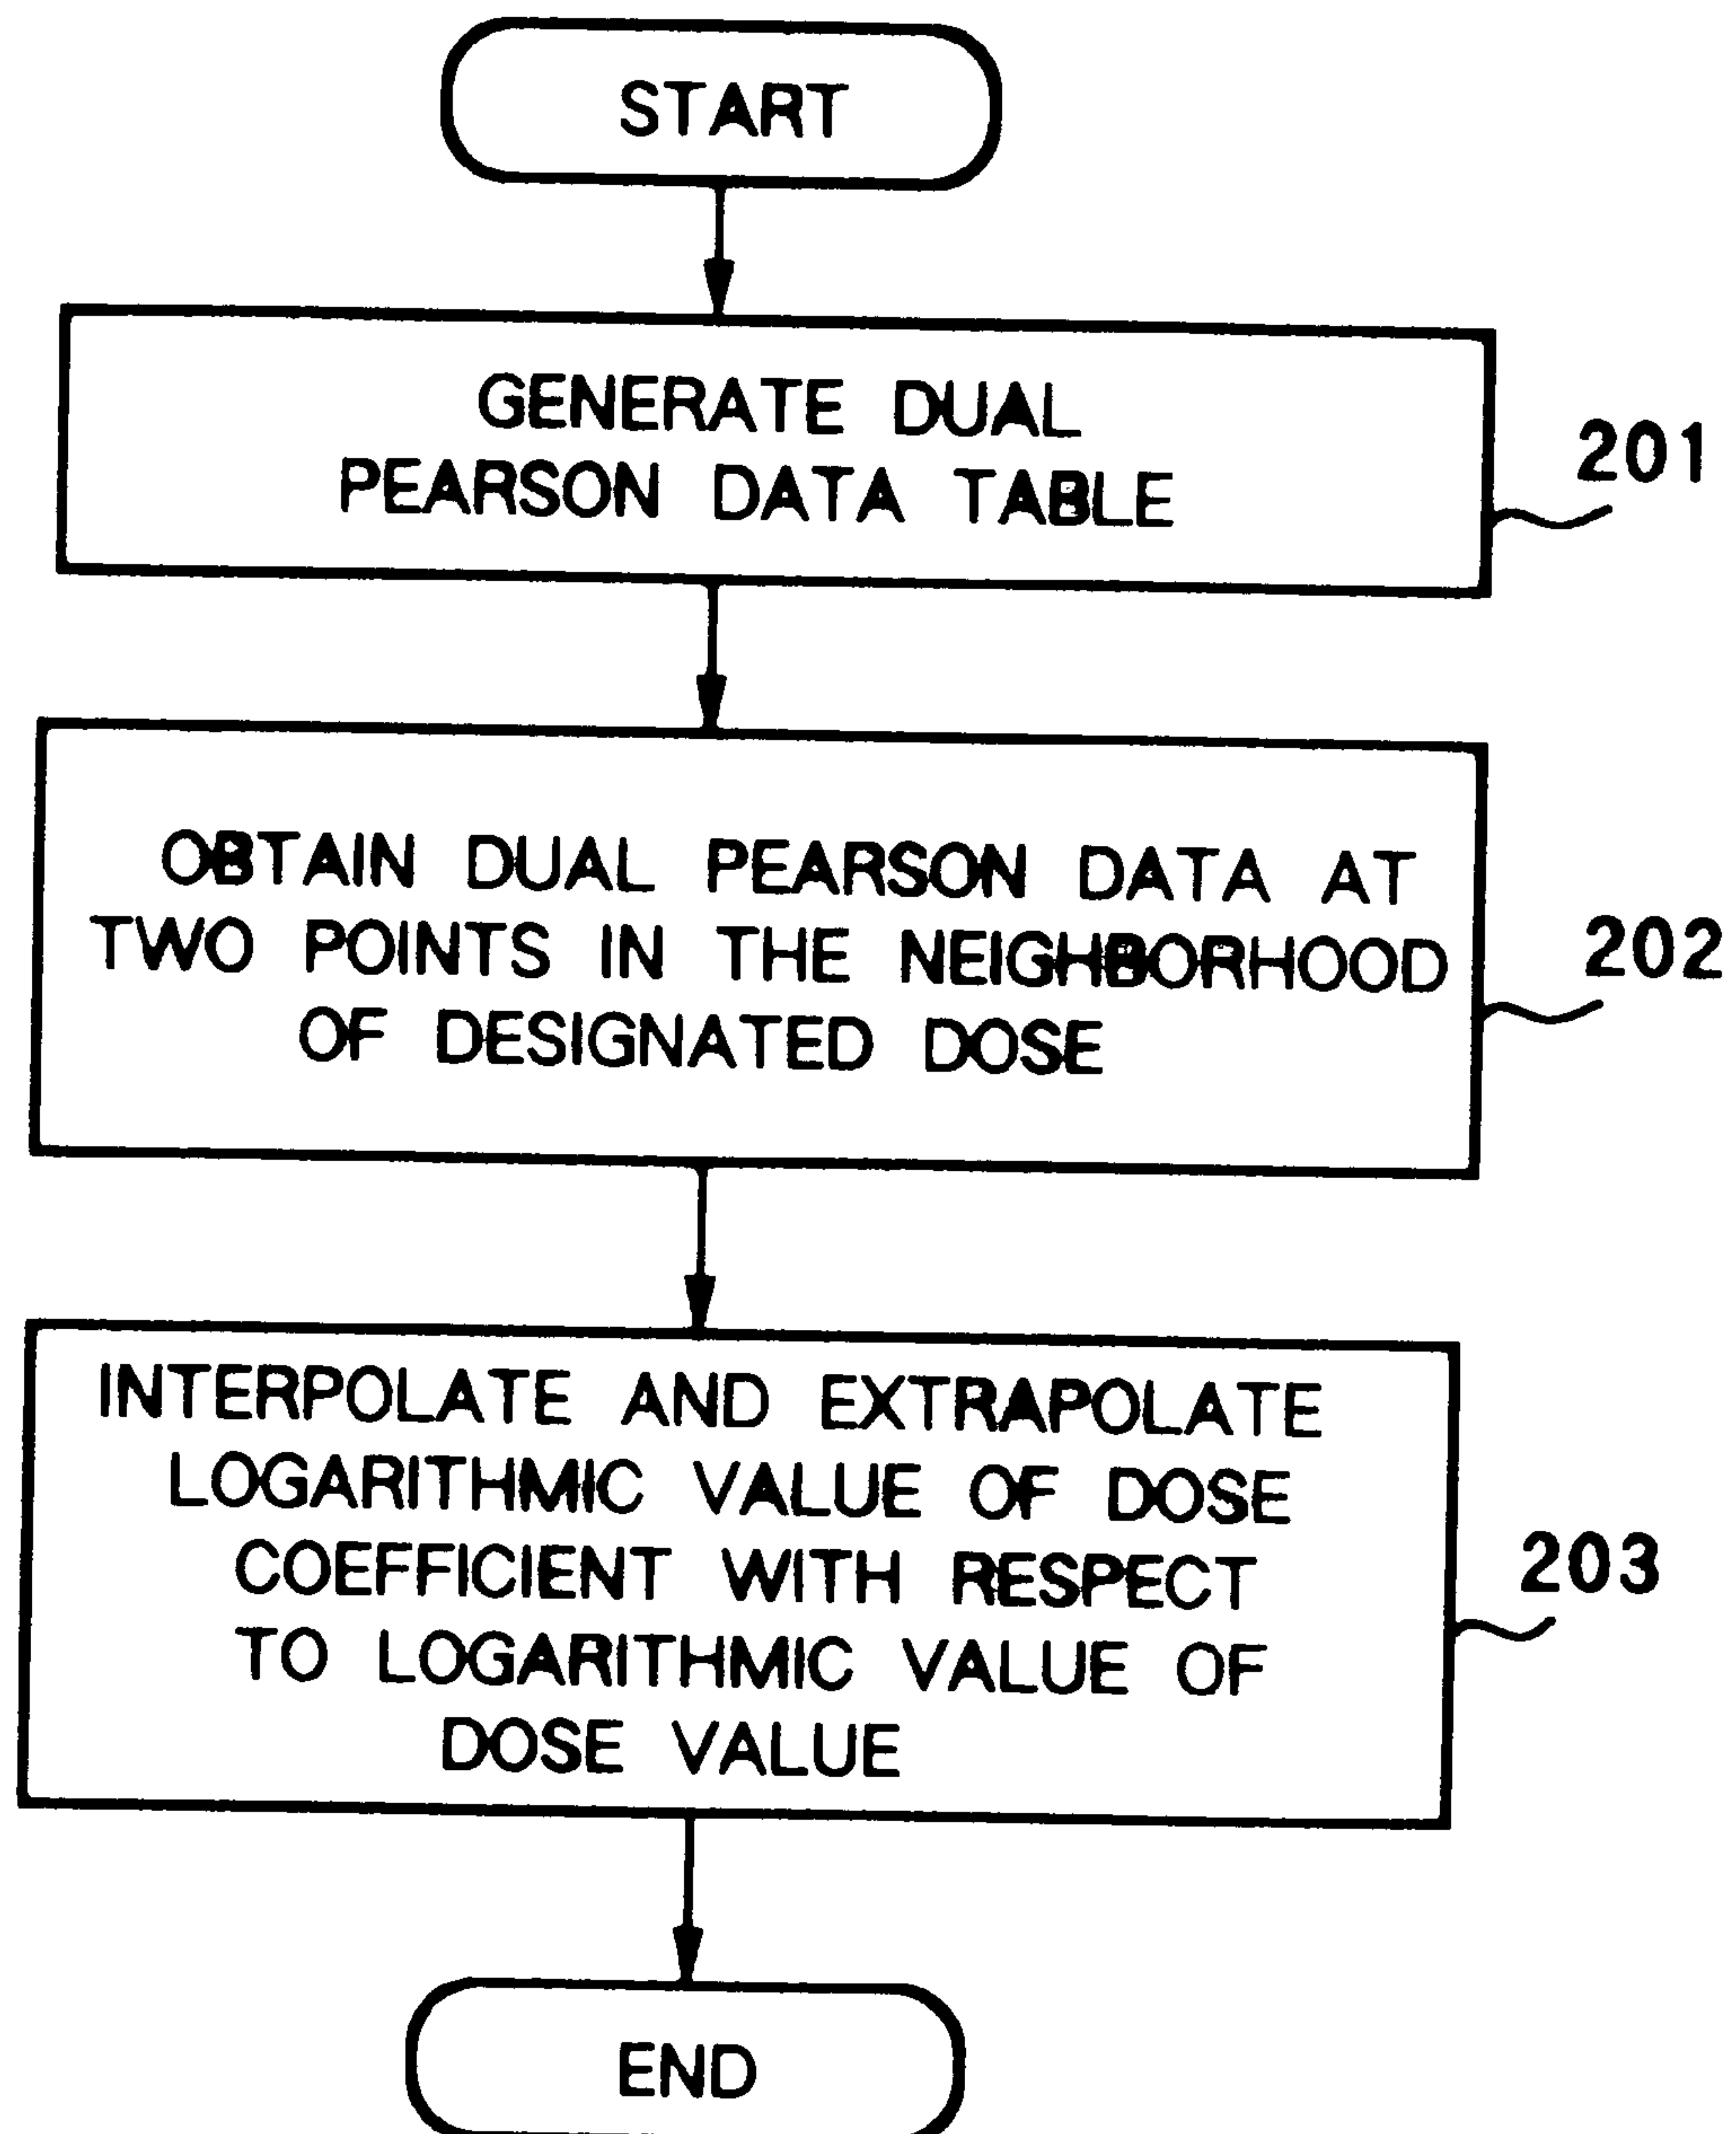 START
GENERATE DUAL
PEARSON DATA TABLE
201
OBTAIN DUAL PEARSON DATA AT
TWO POINTS IN THE NEIGHBORHOOD
OF DESIGNATED DOSE
202
INTERPOLATE AND EXTRAPOLATE
LOGARITHMIC VALUE OF DOSE
COEFFICIENT WITH RESPECT
TO LOGARITHMIC VALUE OF
DOSE VALUE
203
END